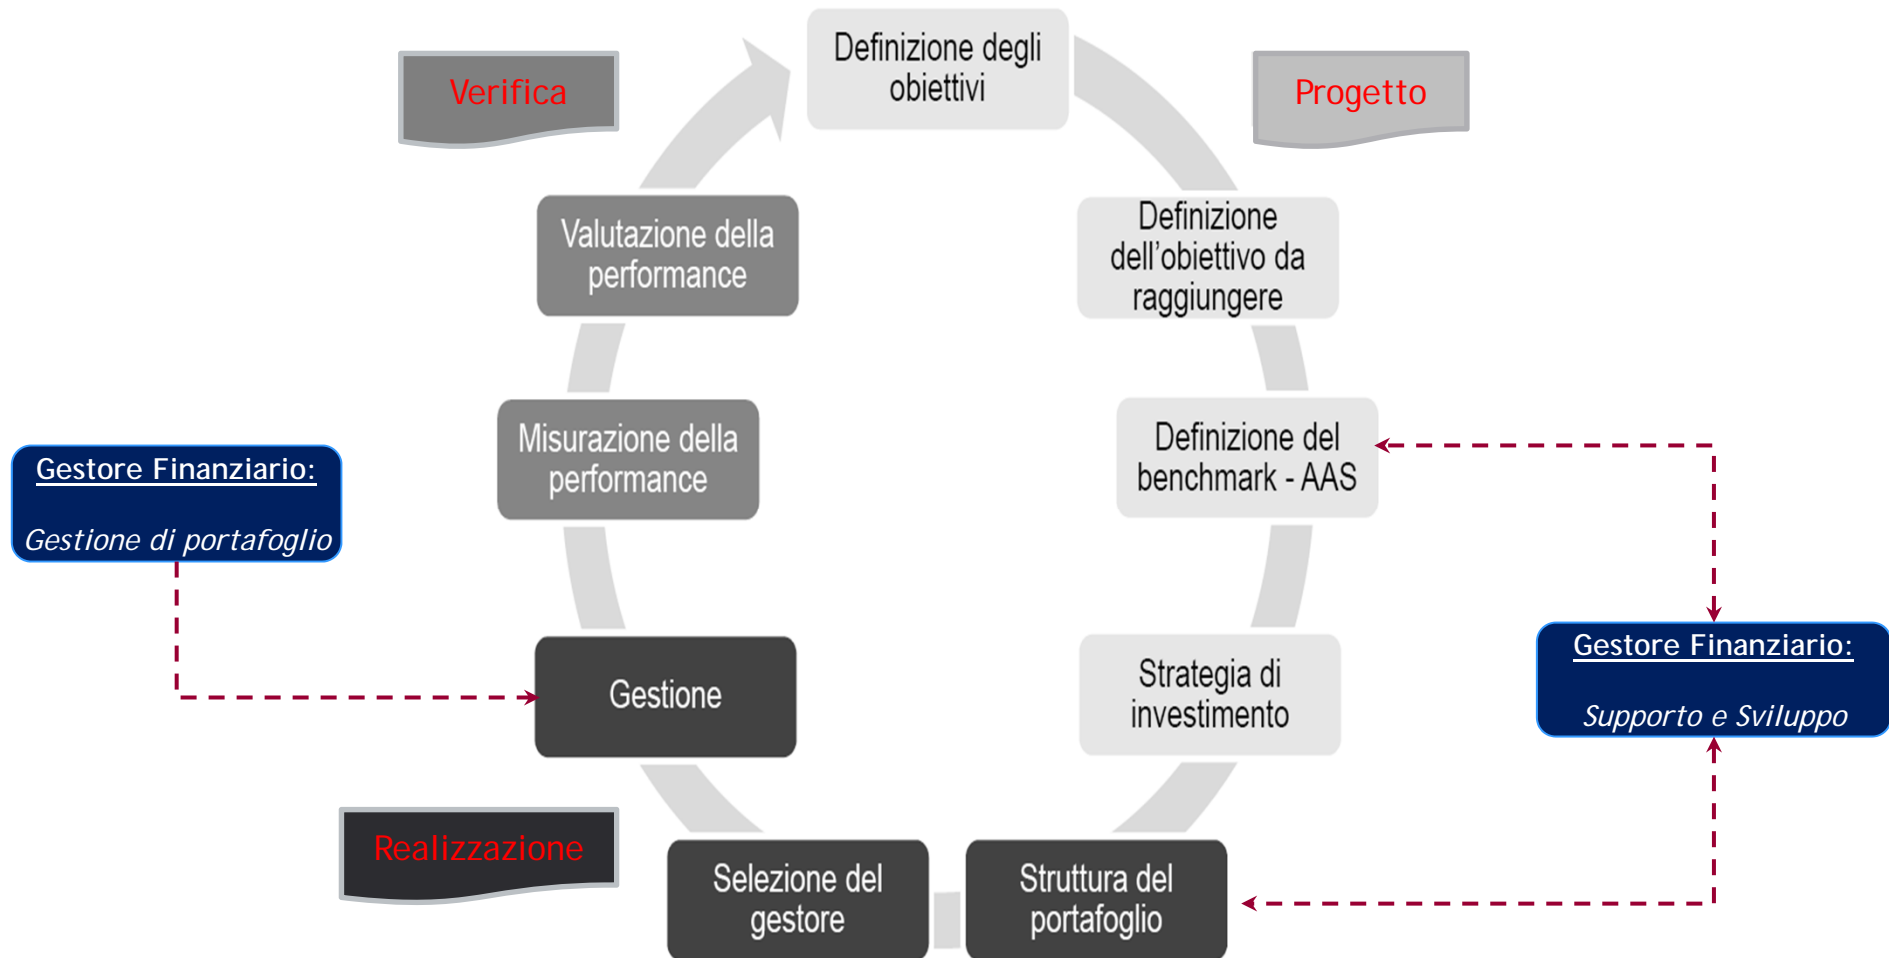 Definizione degli
obiettivi
Verifica
Progetto
Valutazione della
performance
Definizione
dell'obiettivo da
raggiungere
Misurazione della
performance
Definizione del
benchmark - AAS
Gestore Finanziario:
Gestione di portafoglio
Gestione
Strategia di
investimento
Gestore Finanziario:
Supporto e Sviluppo
Realizzazione
Selezione del
gestore
Struttura del
portafoglio